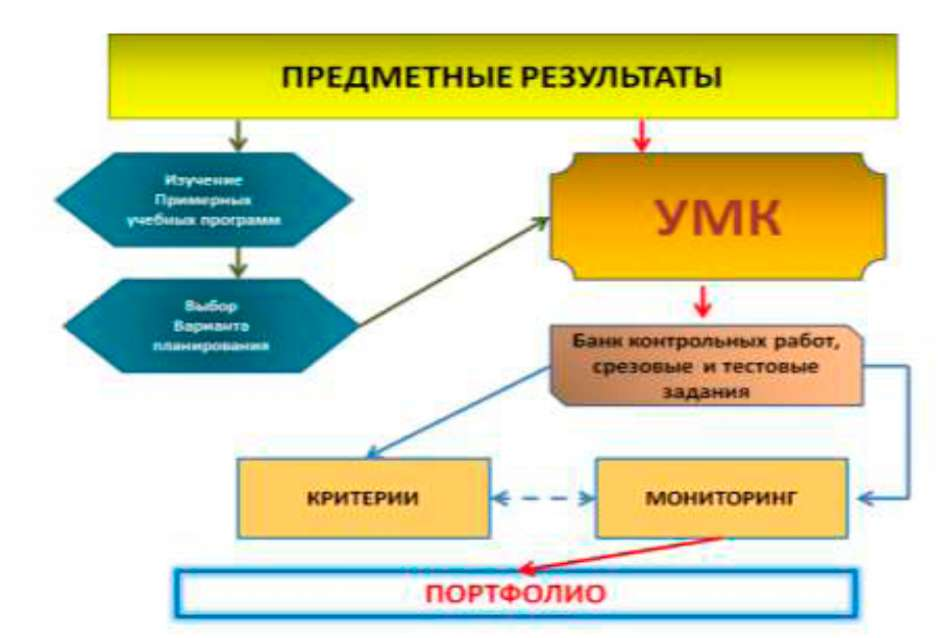 ПРЕДМЕТНЫЕ РЕЗУЛЬТАТЫ
Изучение
Примерных
учебных программ
УМК
Выбор
Варианта
планирования
Банк контрольных работ,
срезовые и тестовые
задания
КРИТЕРИИ
МОНИТОРИНГ
ПОРТФОЛИО